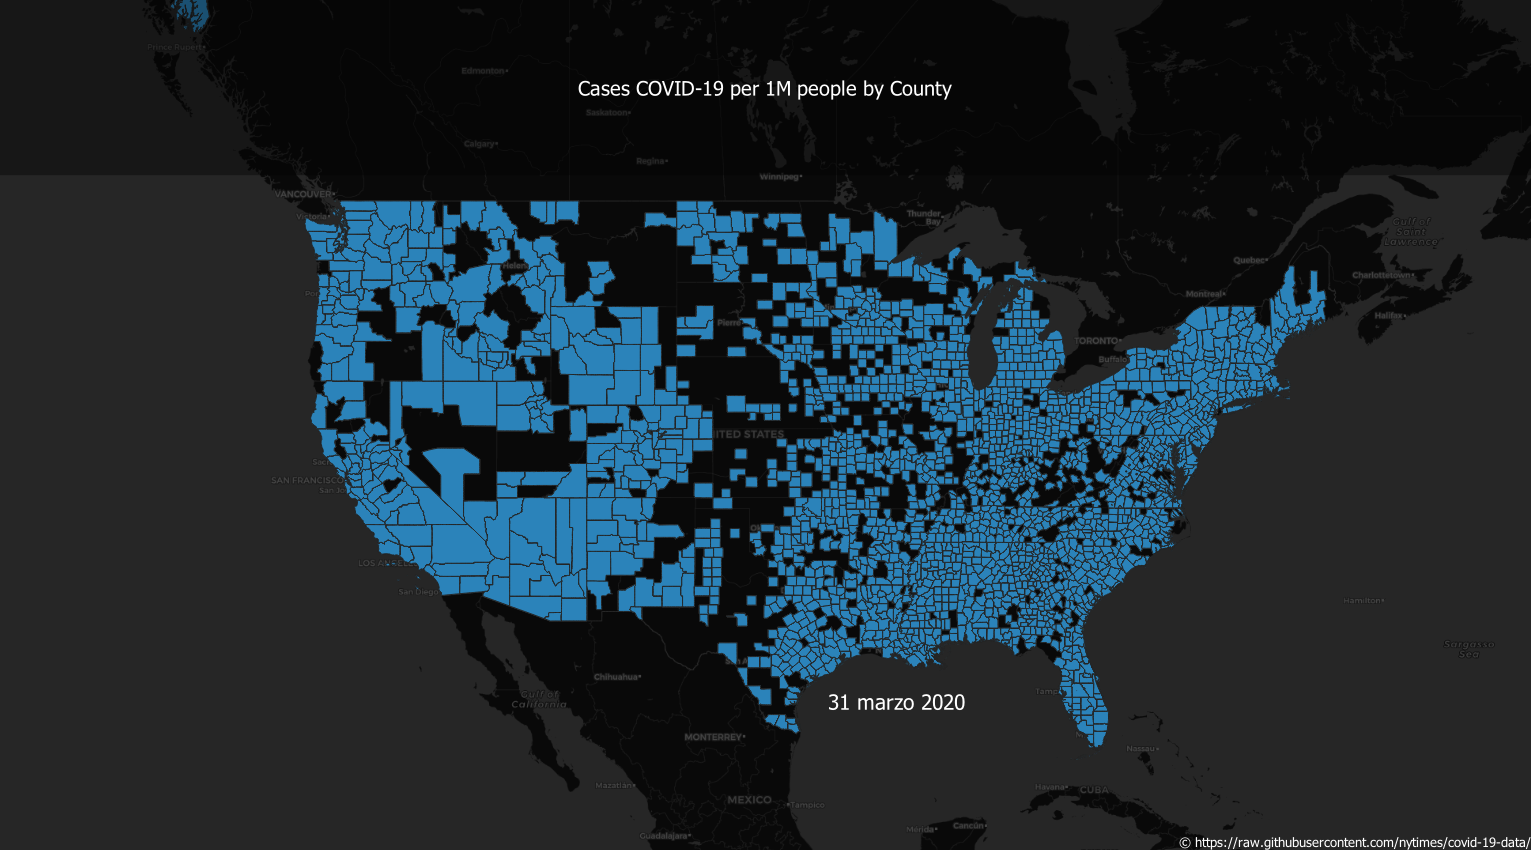 Prince Rupert
Edmonton
Cases COVID-19 per 1M people by County
Saskatoon
Calgary
Regina
Winnipeg
VANCOUVER
Victoria
Thunder
Bay
Gulf of
Saint
Lawrence
Quebec
Charlottetown
Helena
Montreal
Halifax
Pierre
TORONTO
Buffalo
UNITED STATES
SAN FRANCISCO
San Jo
LOS ANGELES
San Diego
Hamilton
Sargasso
Sea
Chihuahua
Gulf of
California
Tampa
31 marzo 2020
MONTERREY
Nassau
Mazatlán
Havana
CUBA
MEXICO
Tampico
Mérida
Cancún
Guadalajara
© https://raw.githubusercontent.com/nytimes/covid-19-data/